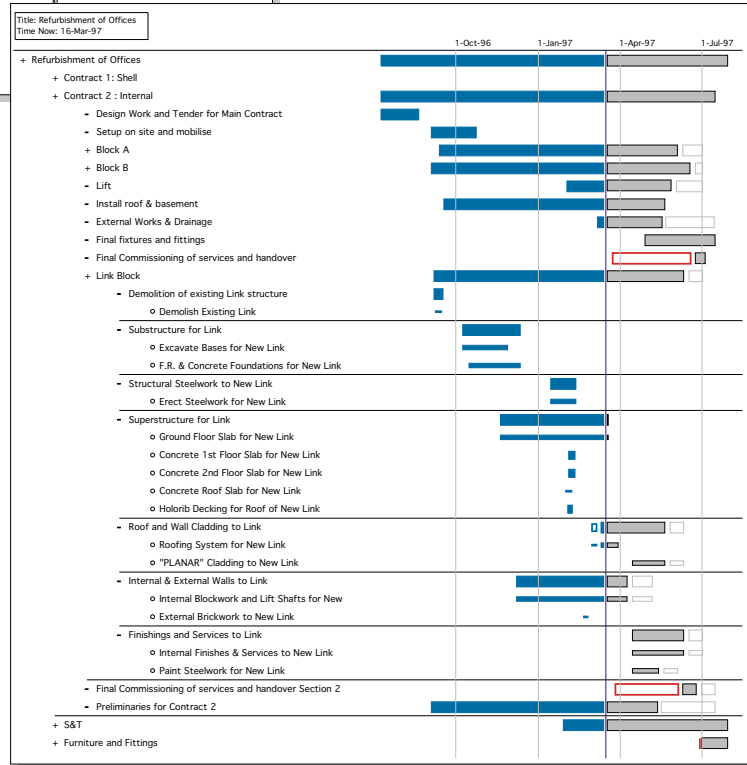 Title: Refurbishment of Offices
Time Now: 16-Mar-97
1-Oct-96 1-Jan-97 1-Apr-97 1-Jul-97
+ Refurbishment of Offices
+ Contract 1: Shell
+ Contract 2 : Internal
- Design Work and Tender for Main Contract
- Setup on site and mobilise
+ Block A
+ Block B
- Lift
- Install roof & basement
- External Works & Drainage
- Final fixtures and fittings
- Final Commissioning of services and handover
+ Link Block
- Demolition of existing Link structure
o Demolish Existing Link
- Substructure for Link
o Excavate Bases for New Link
o F.R. & Concrete Foundations for New Link
- Structural Steelwork to New Link
o Erect Steelwork for New Link
- Superstructure for Link
o Ground Floor Slab for New Link
o Concrete 1st Floor Slab for New Link
o Concrete 2nd Floor Slab for New Link
o Concrete Roof Slab for New Link
o Holorib Decking for Roof of New Link
- Roof and Wall Cladding to Link
o Roofing System for New Link
o "PLANAR" Cladding to New Link
- Internal & External Walls to Link
o Internal Blockwork and Lift Shafts for New
o External Brickwork to New Link
- Finishings and Services to Link
o Internal Finishes & Services to New Link
o Paint Steelwork for New Link
- Final Commissioning of services and handover Section 2
- Preliminaries for Contract 2
+ S&T
+ Furniture and Fittings